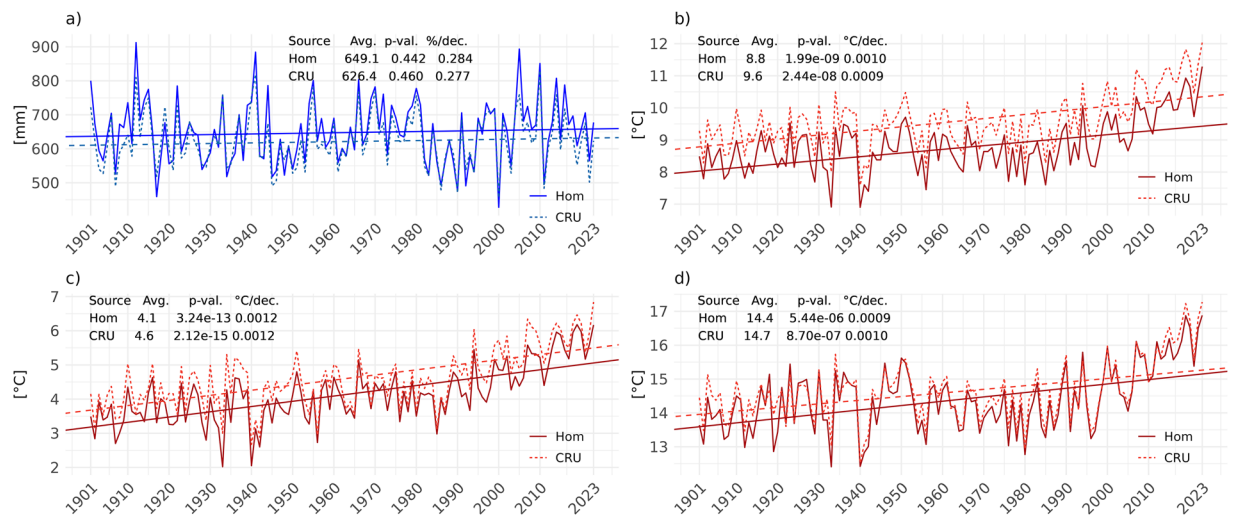 a)
Source Avg. p-val. %/dec.
Hom 649.1 0.442 0.284
CRU 626.4 0.460 0.277
[mm]
900
800
700
600
500
Hom
CRU
1901 1910 1920 1930 1940 1950 1960 1970 1980 1990 2000 2010 2023
b)
Source Avg. p-val. °C/dec.
Hom 8.8 1.99e-09 0.0010
CRU 9.6 2.44e-08 0.0009
[°C]
12
11
10
9
8
7
Hom
CRU
1901 1910 1920 1930 1940 1950 1960 1970 1980 1990 2000 2010 2023
c)
Source Avg. p-val. °C/dec.
Hom 4.1 3.24e-13 0.0012
CRU 4.6 2.12e-15 0.0012
[°C]
7
6
5
4
3
2
Hom
CRU
1901 1910 1920 1930 1940 1950 1960 1970 1980 1990 2000 2010 2023
d)
Source Avg. p-val. °C/dec.
Hom 14.4 5.44e-06 0.0009
CRU 14.7 8.70e-07 0.0010
[°C]
17
16
15
14
13
Hom
CRU
1901 1910 1920 1930 1940 1950 1960 1970 1980 1990 2000 2010 2023